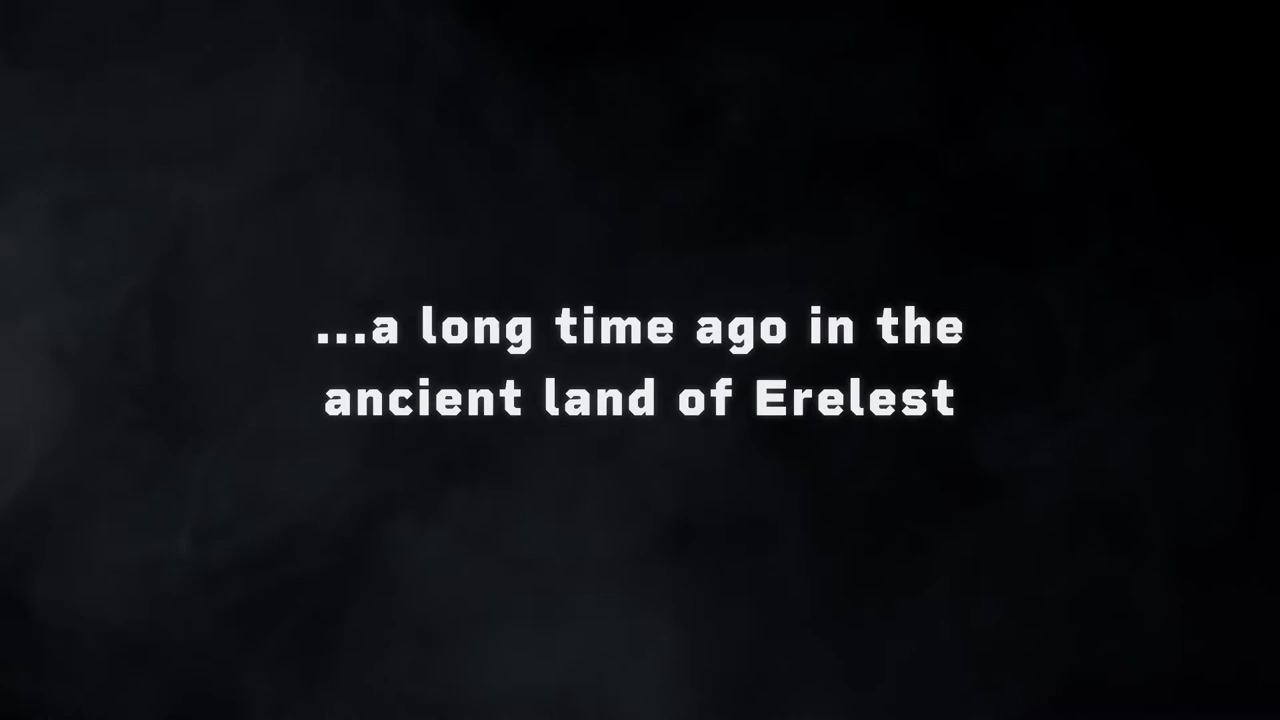 ...a long time ago in the
ancient land of Erelest